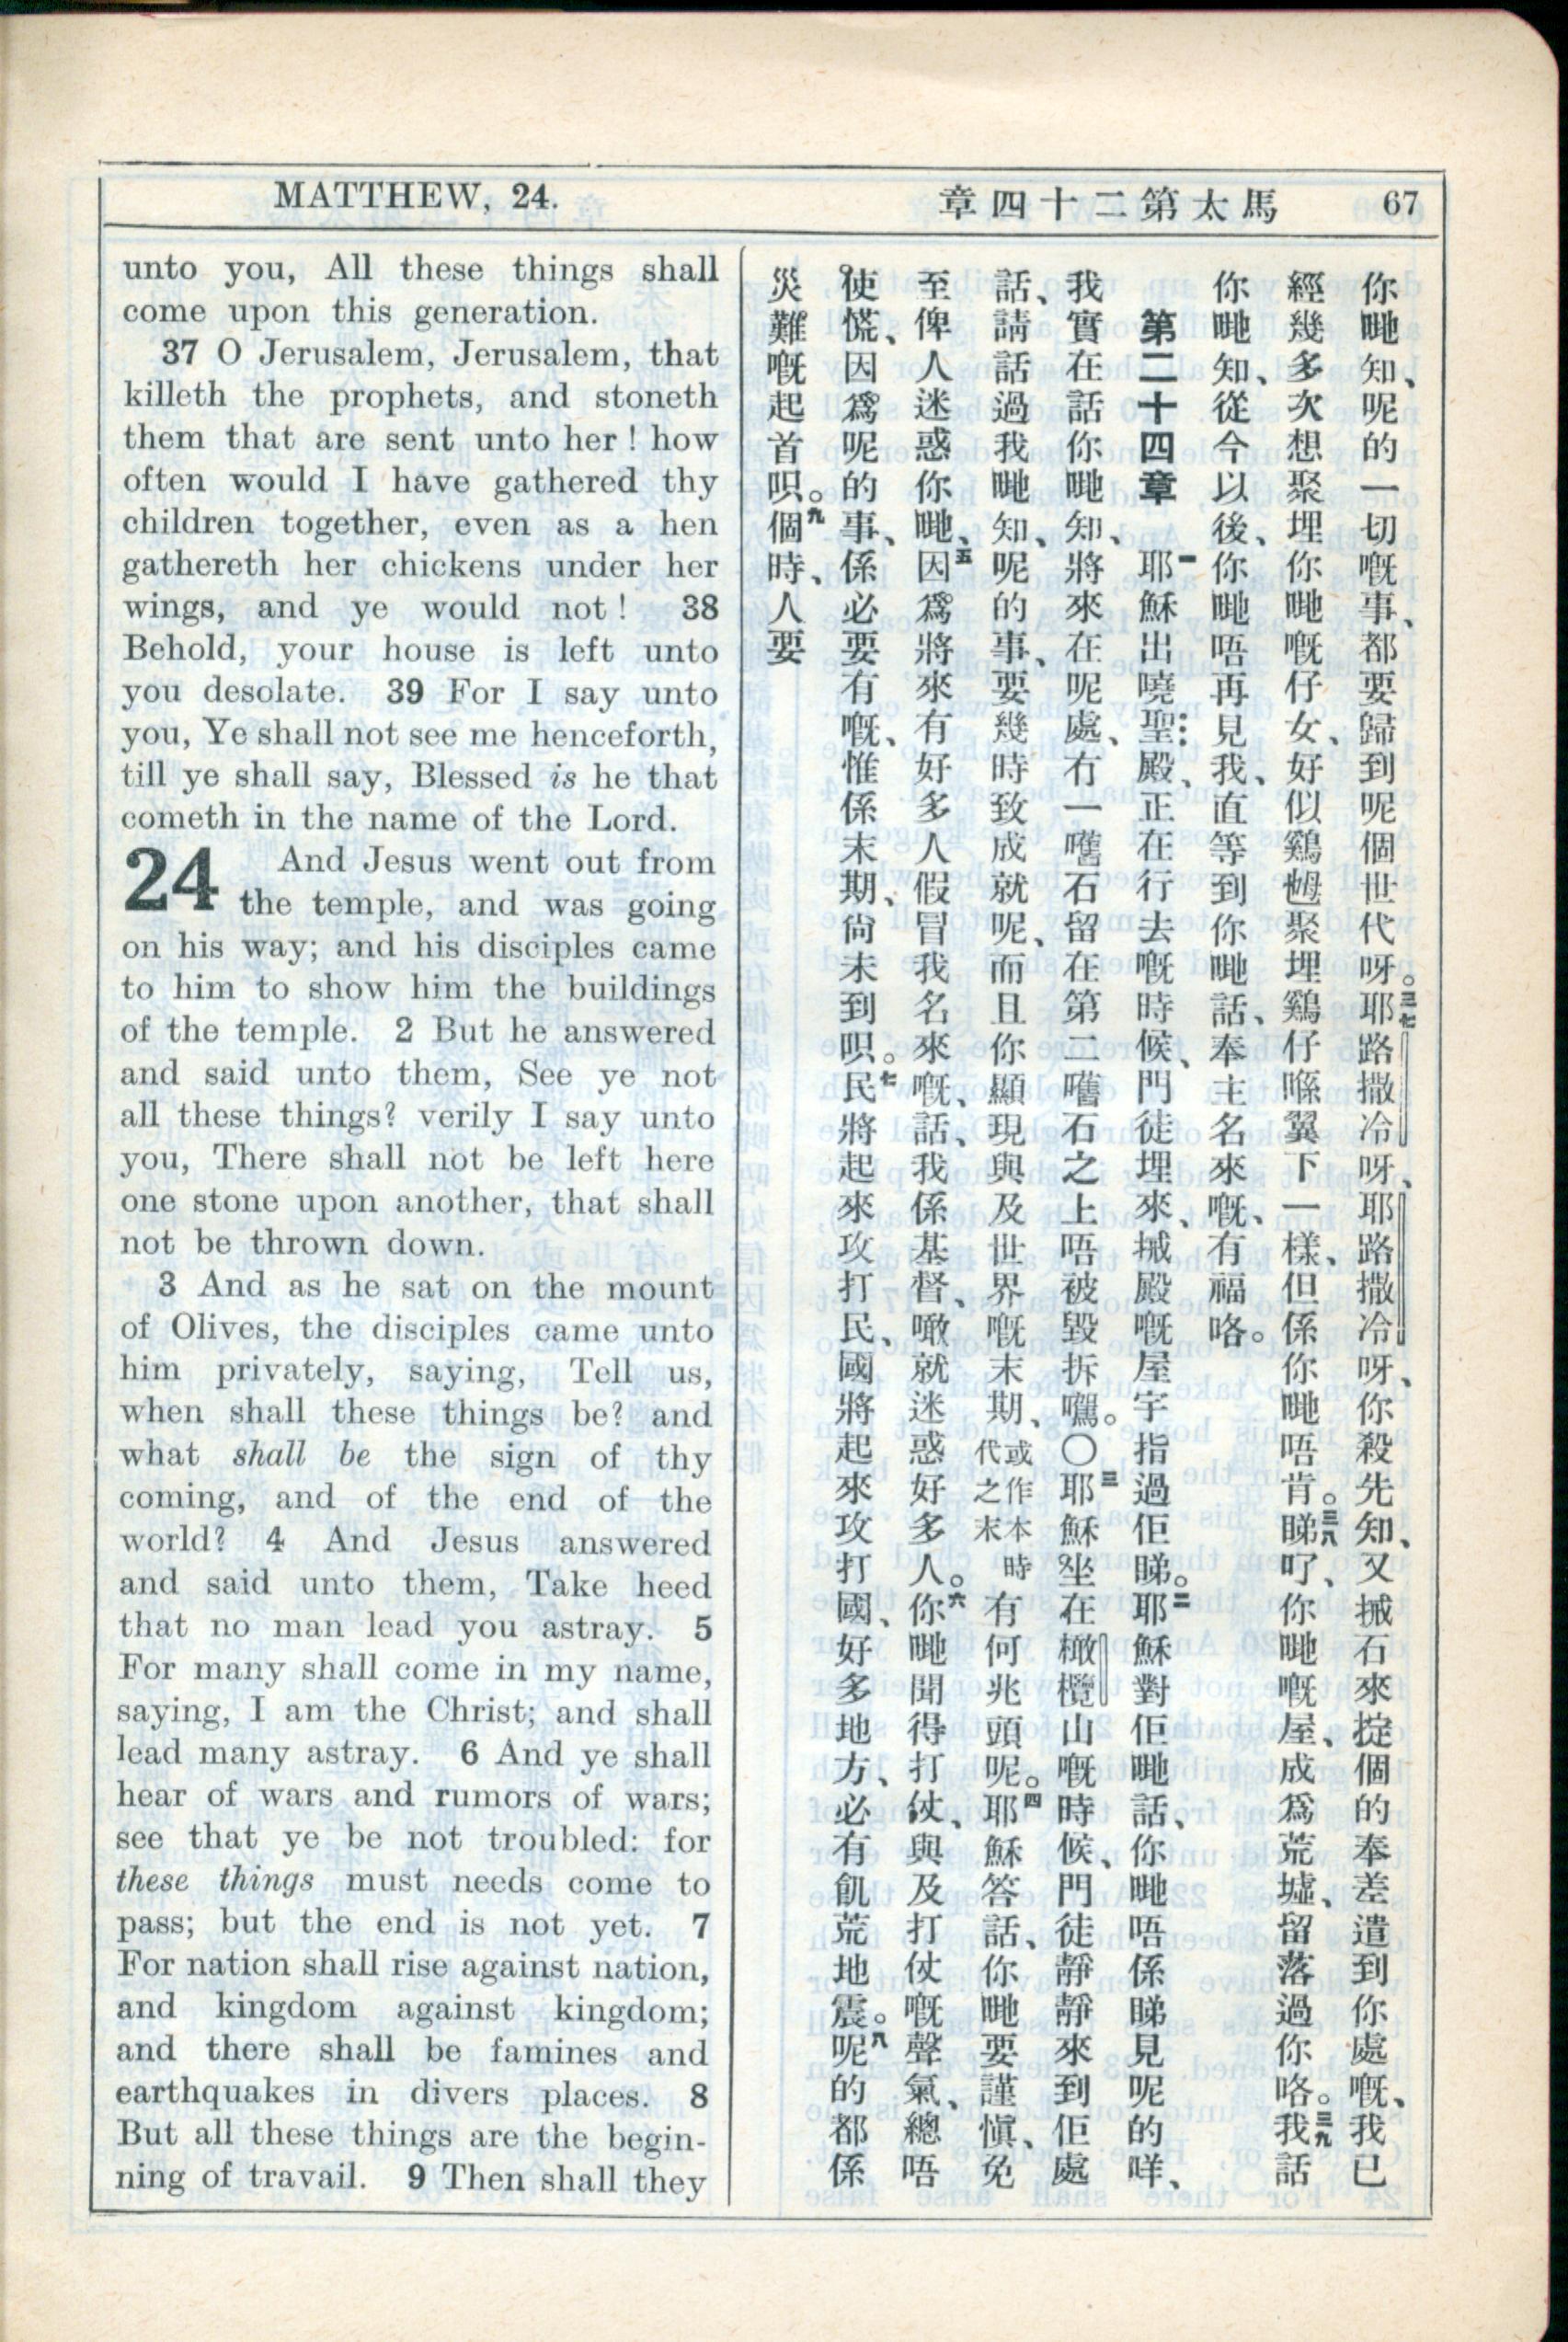 MATTHEW, 24.
章四十二第太馬 67
unto you, All these things shall
come upon this generation.
37 O Jerusalem, Jerusalem, that
killeth the prophets, and stoneth
them that are sent unto her! how
often would I have gathered thy
children together, even as a hen
gathereth her chickens under her
wings, and ye would not! 38
Behold, your house is left unto
you desolate. 39 For I say unto
you, Ye shall not see me henceforth,
till ye shall say, Blessed is he that
cometh in the name of the Lord.
24 And Jesus went out from
the temple, and was going
on his way; and his disciples came
to him to show him the buildings
of the temple. 2 But he answered
and said unto them, See ye not
all these things? verily I say unto
you, There shall not be left here
one stone upon another, that shall
not be thrown down.
3 And as he sat on the mount
of Olives, the disciples came unto
him privately, saying, Tell us,
when shall these things be? and
what shall be the sign of thy
coming, and of the end of the
world? 4 And Jesus answered
and said unto them, Take heed
that no man lead you astray. 5
For many shall come in my name,
saying, I am the Christ; and shall
lead many astray. 6 And ye shall
hear of wars and rumors of wars;
see that ye be not troubled: for
these things must needs come to
pass; but the end is not yet. 7
For nation shall rise against nation,
and kingdom against kingdom;
and there shall be famines and
earthquakes in divers places. 8
But all these things are the begin-
ning of travail. 9 Then shall they
你哋知、呢的一切嘅事、都要歸到呢個世代呀。三七耶路撒冷呀、耶路撒冷呀、你殺先知、又搣石來掟個的奉差遣到你處嘅、我已
經幾多次想聚埋你哋嘅仔女、好似鷄乸聚埋鷄仔喺翼下一樣、但係你哋唔肯。三八睇吖、你哋嘅屋、成爲荒墟、留落過你咯。三九我話
你哋知、從今以後、你哋唔再見我、直等到你哋話、奉主名來嘅、有福咯。
第二十四章 一耶穌出嘵聖殿、正在行去嘅時候、門徒埋來、搣殿嘅屋宇指過佢睇。二耶穌對佢哋話、你哋唔係睇見呢的咩、
我實在話你哋知、將來在呢處、冇一嚿石留在第二嚿石之上唔被毀拆嘅。〇三耶穌坐在橄欖山嘅時候、門徒靜靜來到佢處
話、請話過我哋知、呢的事、要幾時致成就呢、而且你顯現與及世界嘅末期、或作本時代之末有何兆頭呢。四耶穌答話、你哋要謹愼、免
至俾人迷惑你哋、五因爲將來有好多人假冒我名來嘅、話、我係基督、噉就迷惑好多人。六你哋聞得打仗、與及打仗嘅聲氣、總唔
使慌、因爲呢的事、係必要有嘅、惟係末期、尙未到呮。七民將起來攻打民、國將起來攻打國、好多地方、必有飢荒地震。八呢的都係
災難嘅起首呮。九個時、人要